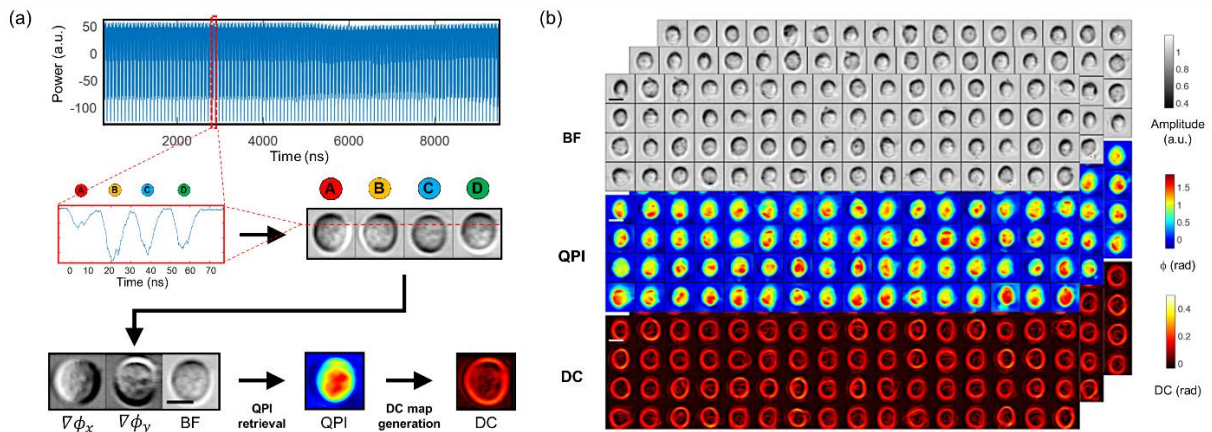 (a)
Power (a.u.)
50
0
-50
-100
2000
4000
6000
8000
Time (ns)
A B C D
0 10 20 30 40 50 60 70
Time (ns)
A B C D
∇ϕx
∇ϕy
BF
QPI
retrieval
QPI
DC map
generation
DC
(b)
BF
QPI
DC
1
0.8
0.6
0.4
Amplitude
(a.u.)
1.5
1
0.5
0
ϕ (rad)
0.4
0.2
0
DC (rad)